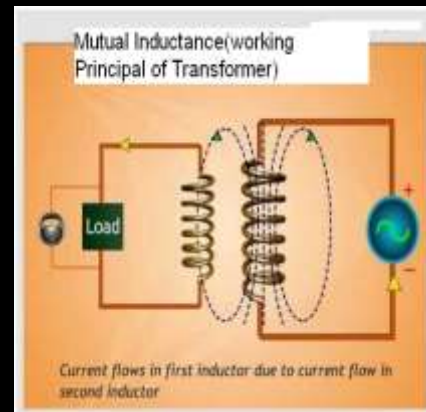 Mutual Inductance(working
Principal of Transformer)
Load
+
−
Current flows in first inductor due to current flow in
second inductor